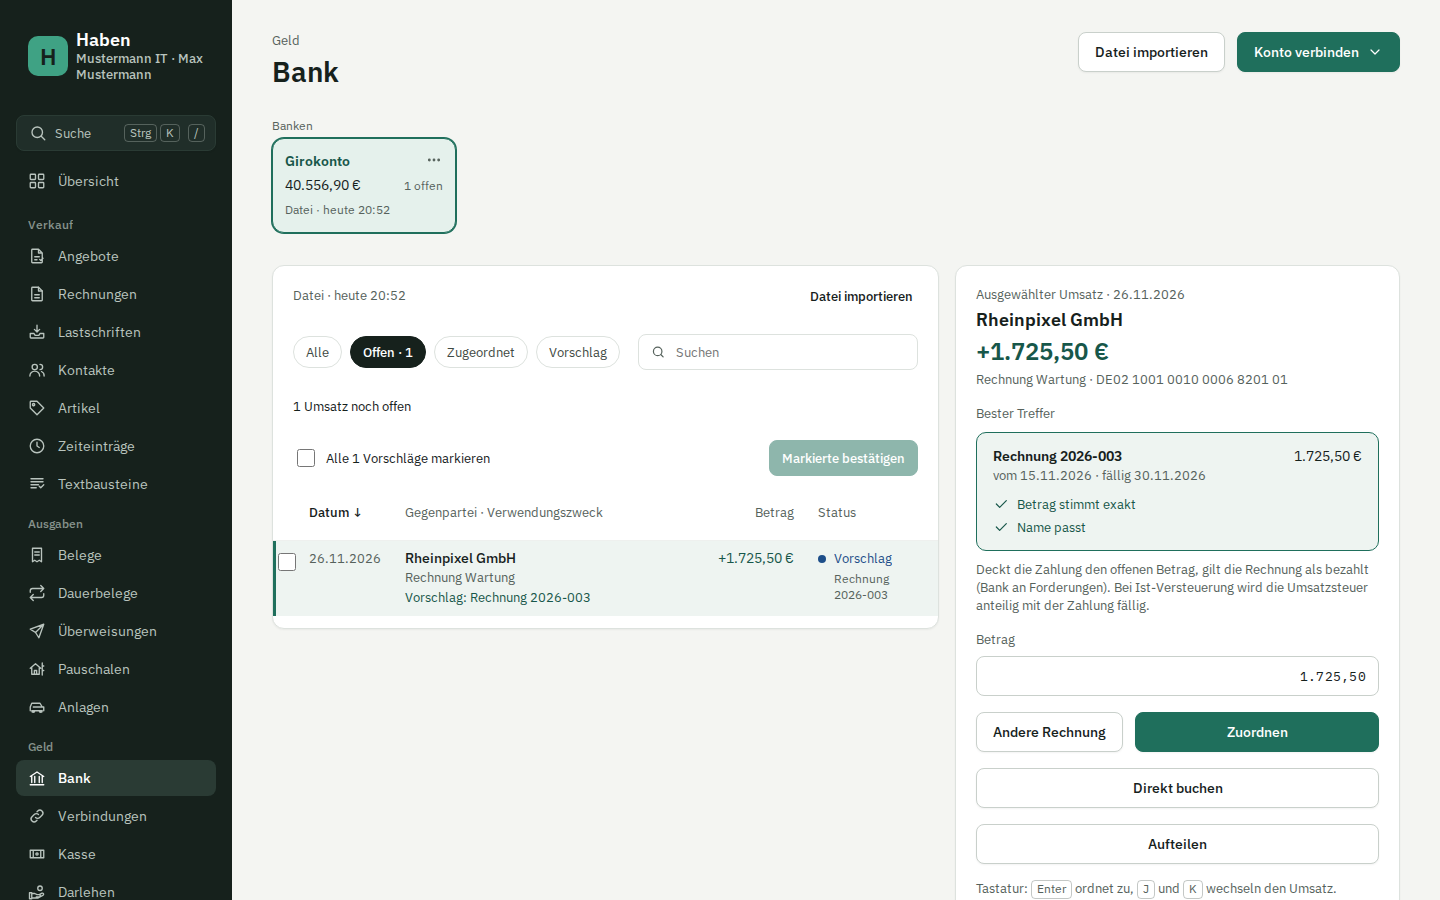 H
Haben
Mustermann IT · Max
Mustermann
Suche Strg K /
Übersicht
Verkauf
Angebote
Rechnungen
Lastschriften
Kontakte
Artikel
Zeiteinträge
Textbausteine
Ausgaben
Belege
Dauerbelege
Überweisungen
Pauschalen
Anlagen
Geld
Bank
Verbindungen
Kasse
Darlehen
Geld
Bank
Datei importieren
Konto verbinden
Banken
Girokonto ···
40.556,90 € 1 offen
Datei · heute 20:52
Datei · heute 20:52 Datei importieren
Alle Offen · 1 Zugeordnet Vorschlag Suchen
1 Umsatz noch offen
Alle 1 Vorschläge markieren Markierte bestätigen
Datum ↓ Gegenpartei · Verwendungszweck Betrag Status
26.11.2026 Rheinpixel GmbH +1.725,50 € Vorschlag
Rechnung Wartung Rechnung
Vorschlag: Rechnung 2026-003 2026-003
Ausgewählter Umsatz · 26.11.2026
Rheinpixel GmbH
+1.725,50 €
Rechnung Wartung · DE02 1001 0010 0006 8201 01
Bester Treffer
Rechnung 2026-003 1.725,50 €
vom 15.11.2026 · fällig 30.11.2026
Betrag stimmt exakt
Name passt
Deckt die Zahlung den offenen Betrag, gilt die Rechnung als bezahlt
(Bank an Forderungen). Bei Ist-Versteuerung wird die Umsatzsteuer
anteilig mit der Zahlung fällig.
Betrag
1.725,50
Andere Rechnung Zuordnen
Direkt buchen
Aufteilen
Tastatur: Enter ordnet zu, J und K wechseln den Umsatz.